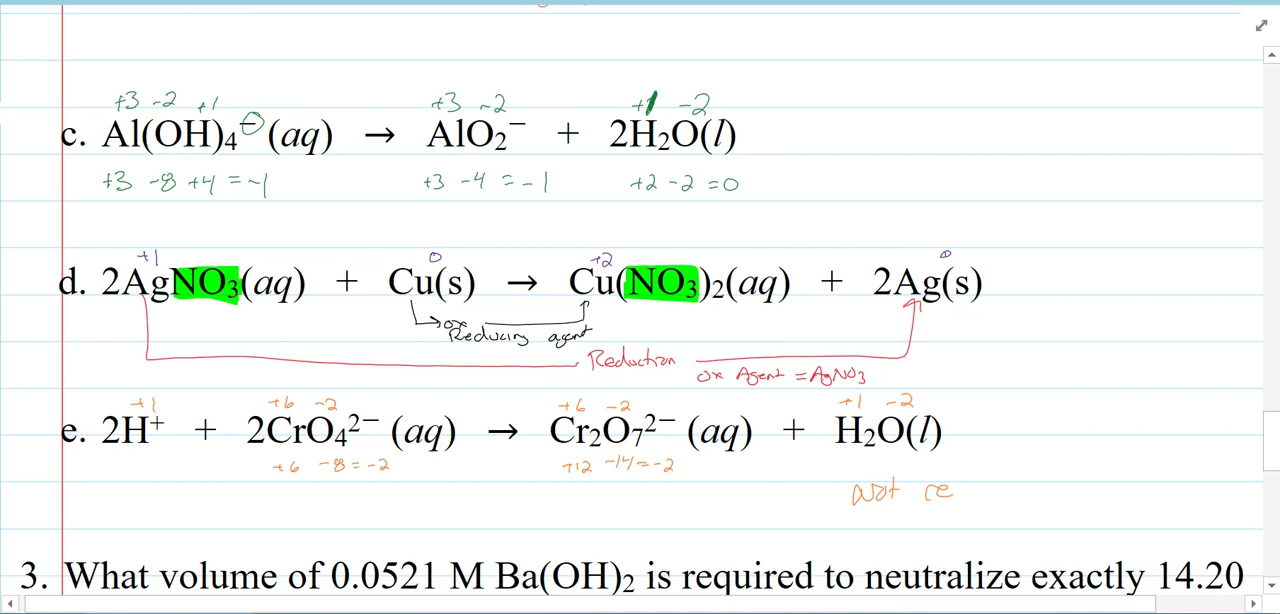 +3 -2 +1 +3 -2 +1 -2
c. Al(OH)₄⁻ (aq) → AlO₂⁻ + 2H₂O(l)
+3 -8 +4 = -1 +3 -4 = -1 +2 -2 = 0
+1 0 +2 0
d. 2AgNO₃(aq) + Cu(s) → Cu(NO₃)₂(aq) + 2Ag(s)
ox
Reducing agent
Reduction
ox Agent = AgNO₃
+1 +6 -2 +6 -2 +1 -2
e. 2H⁺ + 2CrO₄²⁻ (aq) → Cr₂O₇²⁻ (aq) + H₂O(l)
+6 -8 = -2 +12 -14 = -2
Not re
3. What volume of 0.0521 M Ba(OH)₂ is required to neutralize exactly 14.20